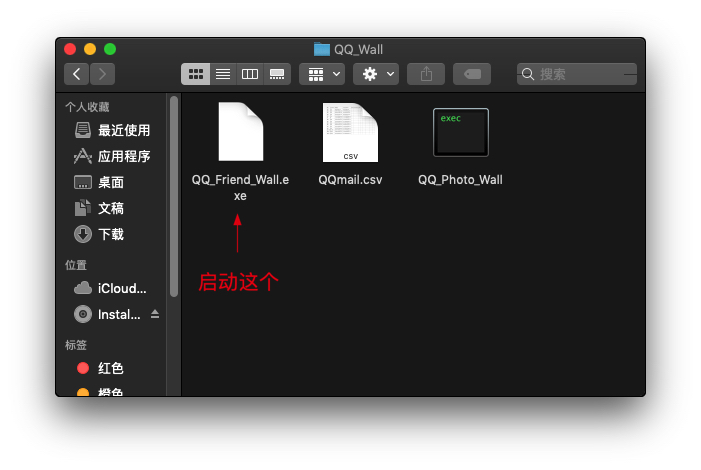 QQ_Wall
搜索
个人收藏
最近使用
应用程序
桌面
文稿
下载
位置
iCloud...
Instal...
标签
红色
橙色
exec
CSV
QQ_Friend_Wall.e
xe
QQmail.csv
QQ_Photo_Wall
启动这个